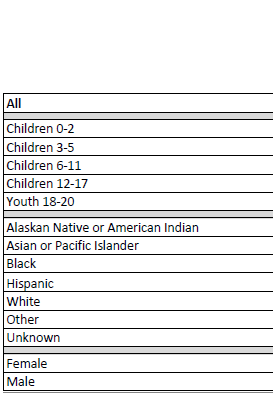 All
Children 0-2
Children 3-5
Children 6-11
Children 12-17
Youth 18-20
Alaskan Native or American Indian
Asian or Pacific Islander
Black
Hispanic
White
Other
Unknown
Female
Male